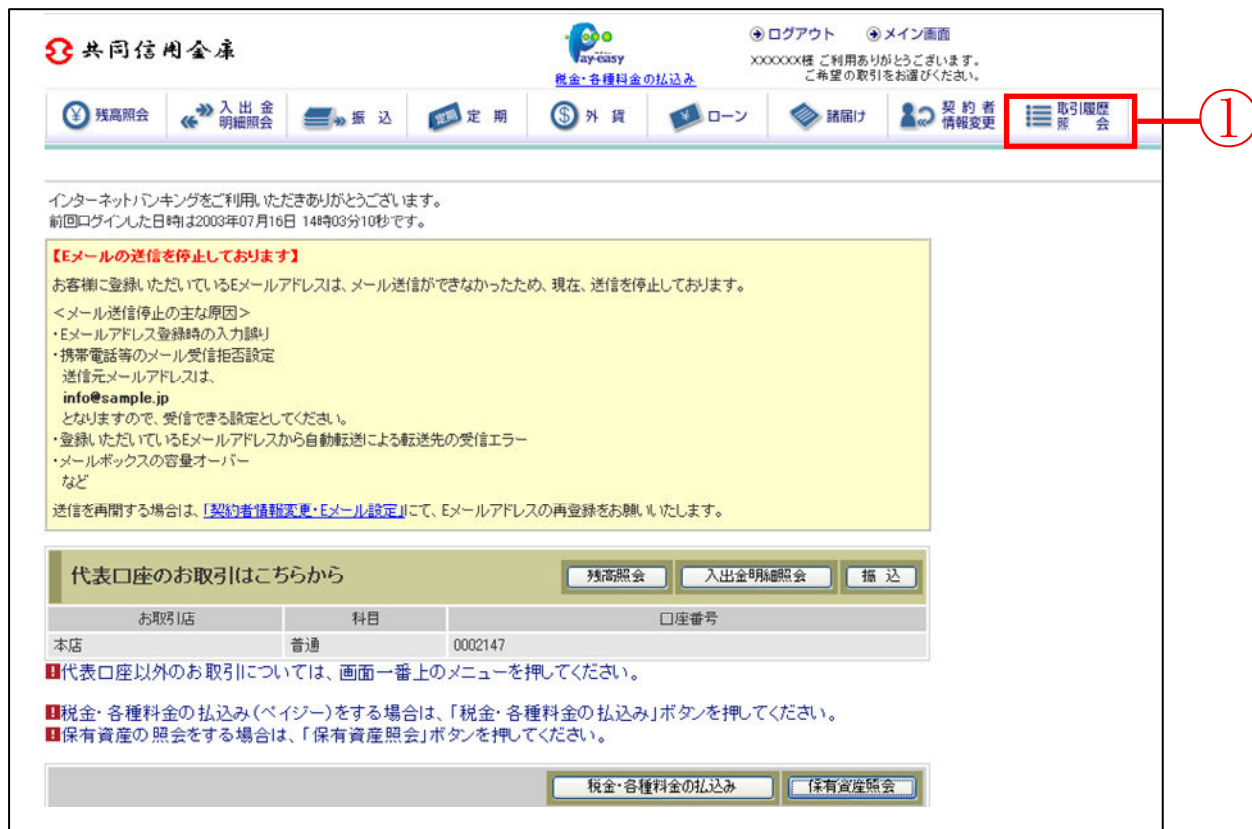 共同信用金庫
Pay-easy
税金・各種料金の払込み
ログアウト
メイン画面
XXXXXX様 ご利用ありがとうございます。
ご希望の取引をお選びください。
残高照会
入出金
明細照会
振込
定期
定期
外貨
ローン
諸届け
契約者
情報変更
取引履歴
照会
①
インターネットバンキングをご利用いただきありがとうございます。
前回ログインした日時は2003年07月16日 14時03分10秒です。
【Eメールの送信を停止しております】
お客様に登録いただいているEメールアドレスは、メール送信ができなかったため、現在、送信を停止しております。
<メール送信停止の主な原因>
・Eメールアドレス登録時の入力誤り
・携帯電話等のメール受信拒否設定
送信元メールアドレスは、
info@sample.jp
となりますので、受信できる設定としてください。
・登録いただいているEメールアドレスから自動転送による転送先の受信エラー
・メールボックスの容量オーバー
など
送信を再開する場合は、「契約者情報変更・Eメール設定」にて、Eメールアドレスの再登録をお願いいたします。
代表口座のお取引はこちらから
残高照会
入出金明細照会
振込
お取引店 科目 口座番号
本店 普通 0002147
代表口座以外のお取引については、画面一番上のメニューを押してください。
税金・各種料金の払込み(ペイジー)をする場合は、「税金・各種料金の払込み」ボタンを押してください。
保有資産の照会をする場合は、「保有資産照会」ボタンを押してください。
税金・各種料金の払込み
保有資産照会